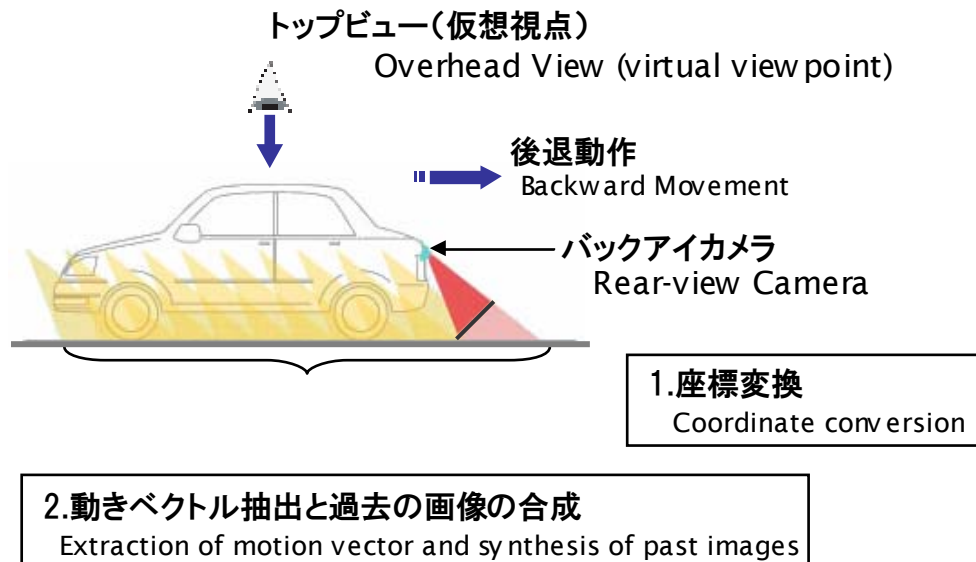 トップビュー（仮想視点）
Overhead View (virtual viewpoint)
後退動作
Backward Movement
バックアイカメラ
Rear-view Camera
1.座標変換
Coordinate conversion
2.動きベクトル抽出と過去の画像の合成
Extraction of motion vector and synthesis of past images